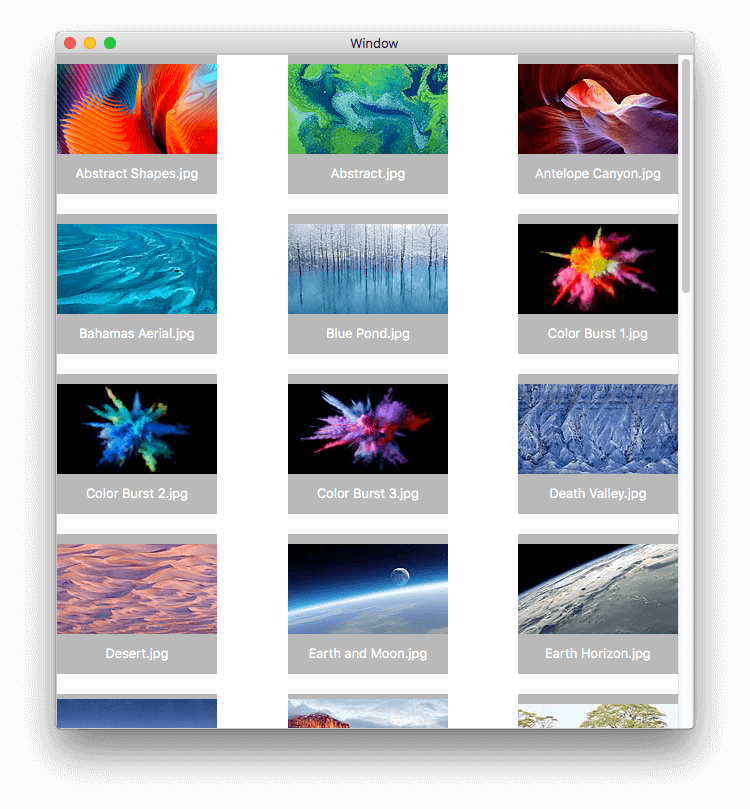 Window
Abstract Shapes.jpg
Abstract.jpg
Antelope Canyon.jpg
Bahamas Aerial.jpg
Blue Pond.jpg
Color Burst 1.jpg
Color Burst 2.jpg
Color Burst 3.jpg
Death Valley.jpg
Desert.jpg
Earth and Moon.jpg
Earth Horizon.jpg